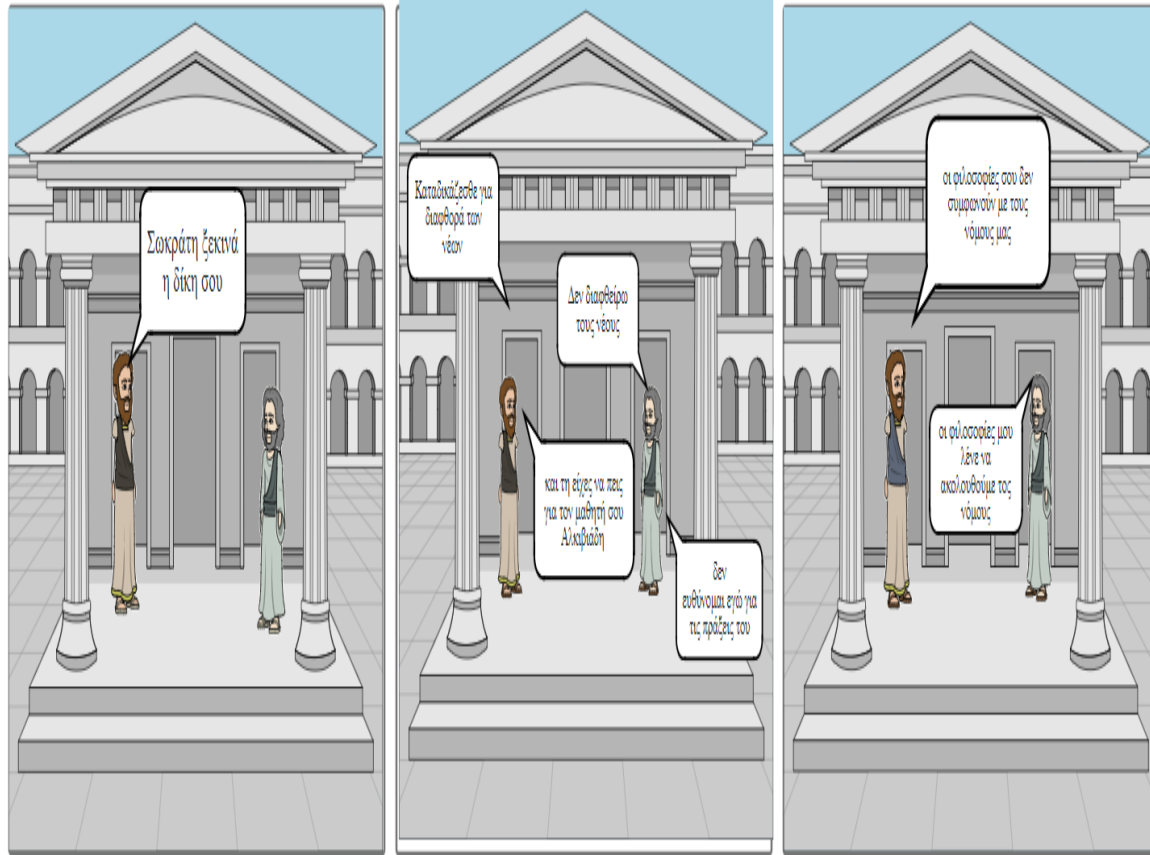 Σωκράτη ξεκινά
η δίκη σου
Καταδικάζεσθε για
διαφθορά των
νέων
Δεν διαφθείρω
τους νέους
και τη είχες να πεις
για τον μαθητή σου
Αλκιβιάδη
δεν
ευθύνομαι εγώ για
τις πράξεις του
οι φιλοσοφίες σου δεν
συμφωνούν με τους
νόμους μας
οι φιλοσοφίες μου
λένε να
ακολουθούμε τος
νόμους